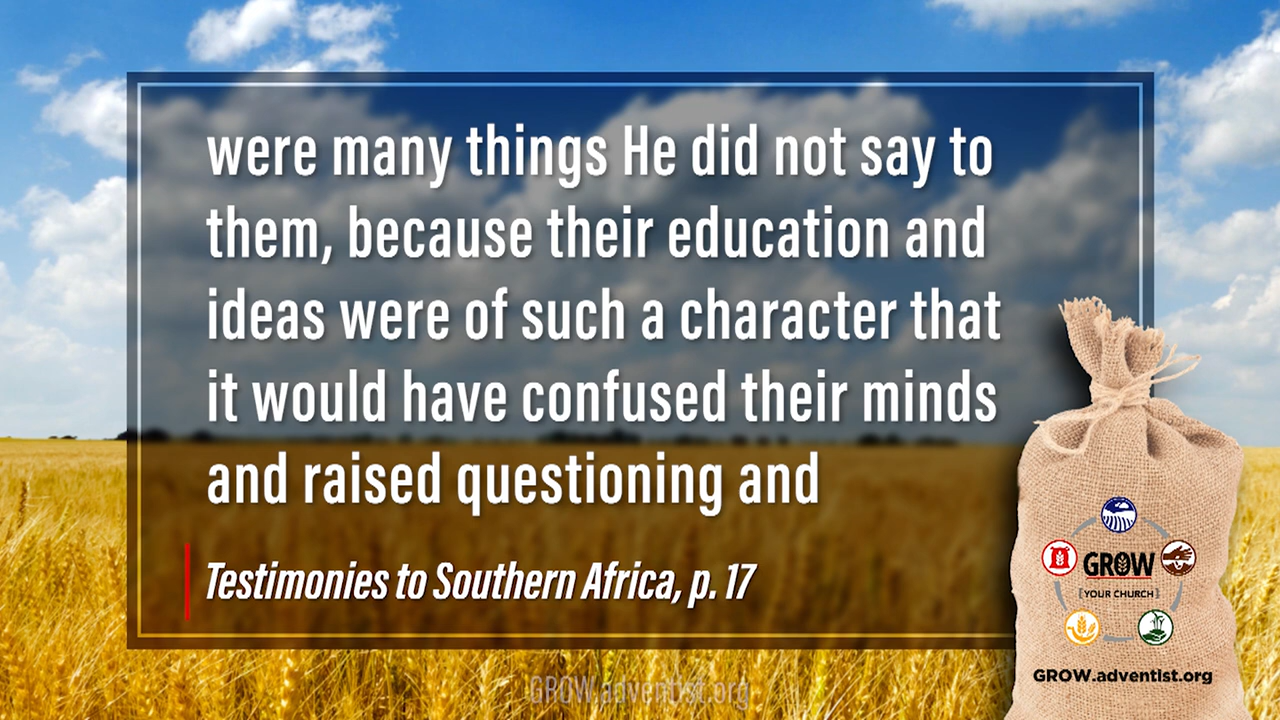 were many things He did not say to
them, because their education and
ideas were of such a character that
it would have confused their minds
and raised questioning and
Testimonies to Southern Africa, p. 17
GROW
YOUR CHURCH
GROW.adventist.org
GROW.adventist.org